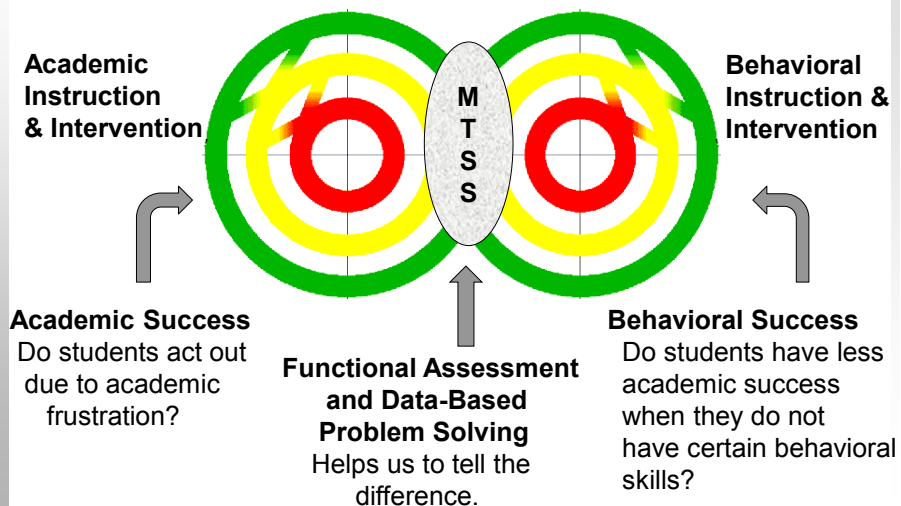 Academic
Instruction
& Intervention
M
T
S
S
Behavioral
Instruction &
Intervention
Academic Success
Do students act out
due to academic
frustration?
Functional Assessment
and Data-Based
Problem Solving
Helps us to tell the
difference.
Behavioral Success
Do students have less
academic success
when they do not
have certain behavioral
skills?